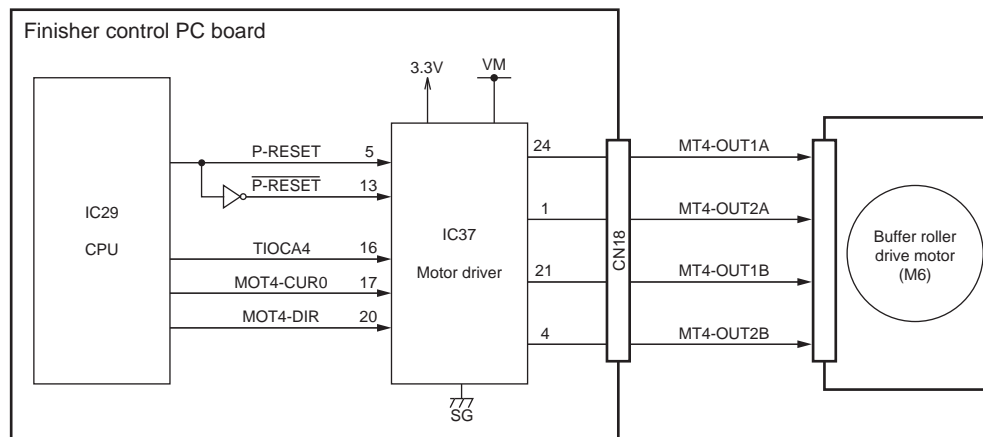 Finisher control PC board
3.3V
VM
P-RESET 5
P-RESET 13
IC29
CPU
TIOCA4 16
MOT4-CUR0 17
MOT4-DIR 20
IC37
Motor driver
SG
24
1
21
4
CN18
MT4-OUT1A
MT4-OUT2A
MT4-OUT1B
MT4-OUT2B
Buffer roller
drive motor
(M6)